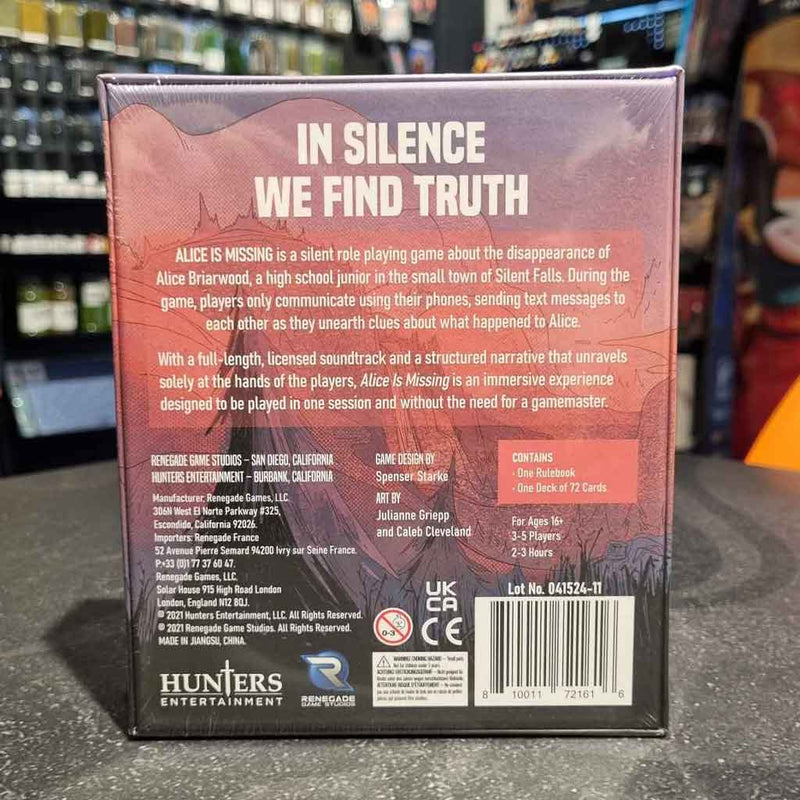 IN SILENCE
WE FIND TRUTH
ALICE IS MISSING is a silent role playing game about the disappearance of
Alice Briarwood, a high school junior in the small town of Silent Falls. During the
game, players only communicate using their phones, sending text messages to
each other as they unearth clues about what happened to Alice.
With a full-length, licensed soundtrack and a structured narrative that unravels
solely at the hands of the players, Alice Is Missing is an immersive experience
designed to be played in one session and without the need for a gamemaster.
RENEGADE GAME STUDIOS – SAN DIEGO, CALIFORNIA
HUNTERS ENTERTAINMENT – BURBANK, CALIFORNIA
Manufacturer: Renegade Games, LLC.
306N West El Norte Parkway #325,
Escondido, California 92026.
Importers: Renegade France
52 Avenue Pierre Semard 94200 Ivry sur Seine France.
P:+33 (0)1 77 37 60 47.
Renegade Games, LLC.
Solar House 915 High Road London
London, England N12 8QJ.
© 2021 Hunters Entertainment, LLC. All Rights Reserved.
© 2021 Renegade Game Studios. All Rights Reserved.
MADE IN JIANGSU, CHINA.
GAME DESIGN BY
Spenser Starke
ART BY
Julianne Griepp
and Caleb Cleveland
CONTAINS
· One Rulebook
· One Deck of 72 Cards
For Ages 16+
3-5 Players
2-3 Hours
HUNTERS
ENTERTAINMENT
RENEGADE
GAME STUDIOS
0-3
UK
CA
CE
WARNING: CHOKING HAZARD – Small parts
Not for children under 3 years.
Lot No. 041524-11
8 10011 72161 6